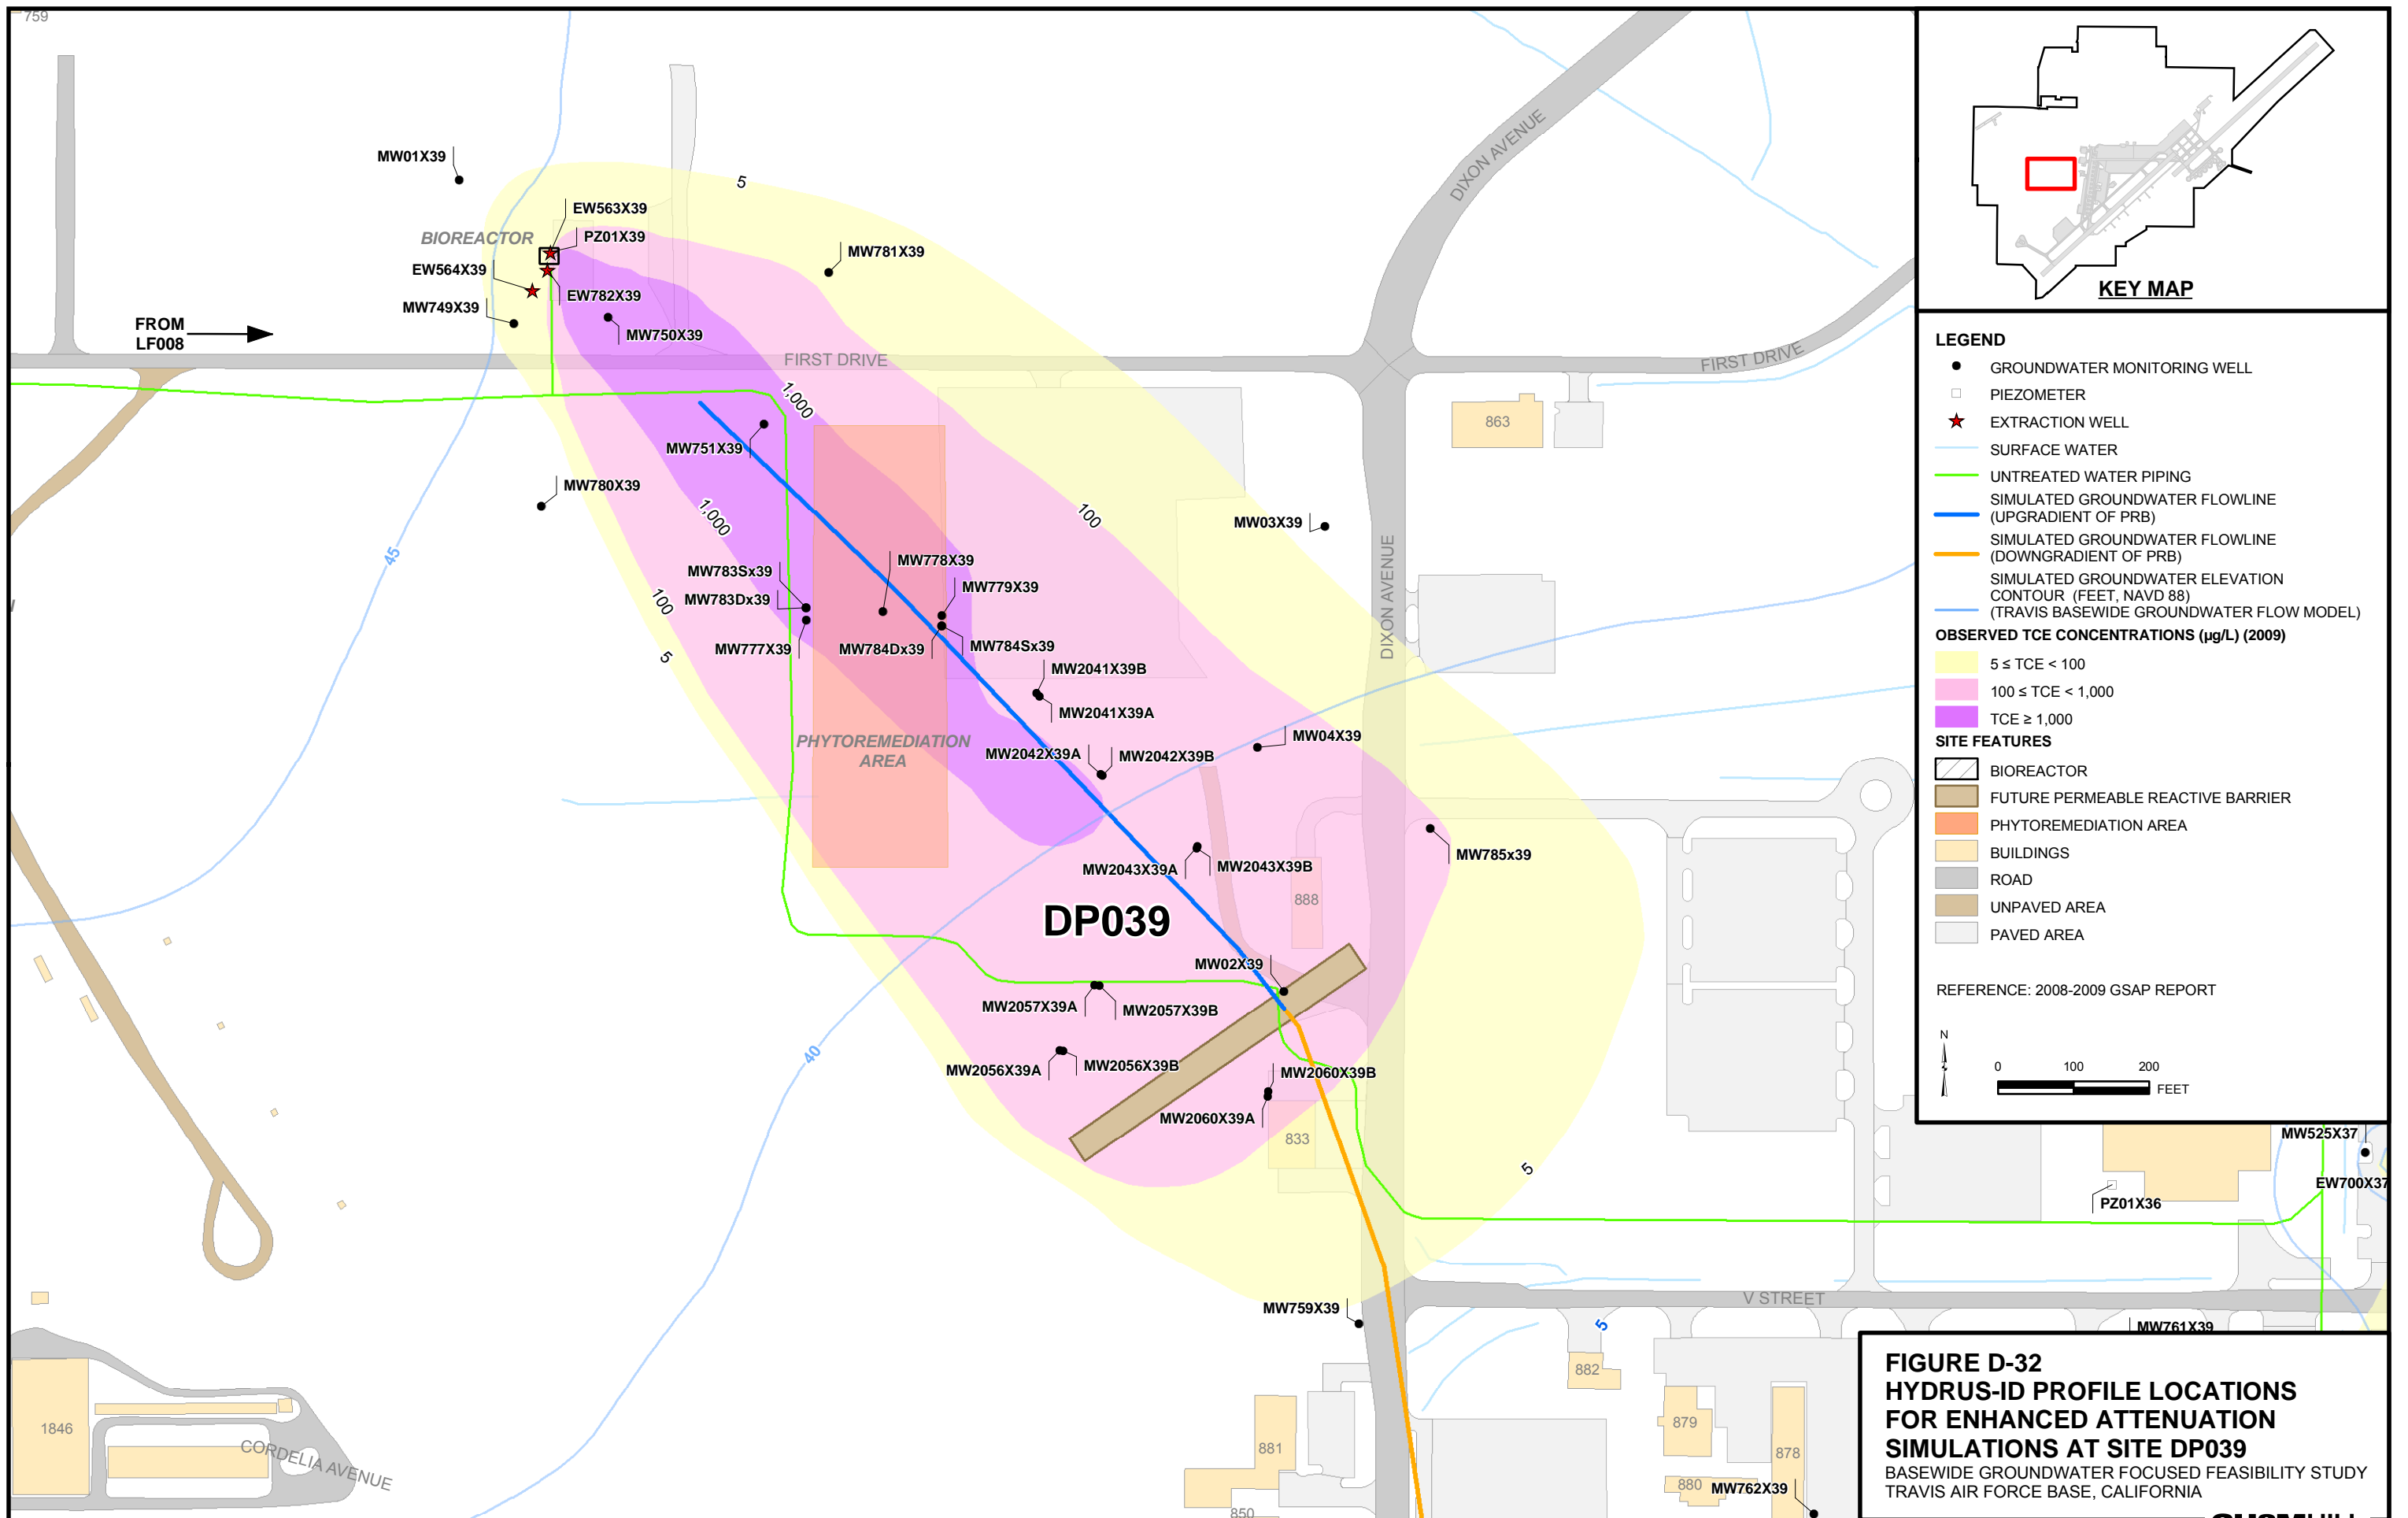 759
MW01X39
5
EW563X39
BIOREACTOR
PZ01X39
MW781X39
EW564X39
EW782X39
MW749X39
MW750X39
FROM
LF008
FIRST DRIVE
DIXON AVENUE
FIRST DRIVE
1,000
863
MW751X39
MW780X39
1,000
100
MW03X39
45
MW778X39
MW783Sx39
MW779X39
MW783Dx39
100
DIXON AVENUE
MW777X39
MW784Dx39
MW784Sx39
5
MW2041X39B
MW2041X39A
PHYTOREMEDIATION
AREA
MW04X39
MW2042X39A
MW2042X39B
MW785x39
MW2043X39A
MW2043X39B
888
DP039
MW02X39
MW2057X39A
MW2057X39B
40
MW2056X39A
MW2056X39B
MW2060X39B
MW2060X39A
833
5
MW759X39
V STREET
5
882
1846
CORDELIA AVENUE
881
850
879
878
880
MW762X39
MW525X37
EW700X37
PZ01X36
MW761X39
KEY MAP
LEGEND
GROUNDWATER MONITORING WELL
PIEZOMETER
EXTRACTION WELL
SURFACE WATER
UNTREATED WATER PIPING
SIMULATED GROUNDWATER FLOWLINE
(UPGRADIENT OF PRB)
SIMULATED GROUNDWATER FLOWLINE
(DOWNGRADIENT OF PRB)
SIMULATED GROUNDWATER ELEVATION
CONTOUR (FEET, NAVD 88)
(TRAVIS BASEWIDE GROUNDWATER FLOW MODEL)
OBSERVED TCE CONCENTRATIONS (µg/L) (2009)
5 ≤ TCE < 100
100 ≤ TCE < 1,000
TCE ≥ 1,000
SITE FEATURES
BIOREACTOR
FUTURE PERMEABLE REACTIVE BARRIER
PHYTOREMEDIATION AREA
BUILDINGS
ROAD
UNPAVED AREA
PAVED AREA
REFERENCE: 2008-2009 GSAP REPORT
N
0 100 200
FEET
FIGURE D-32
HYDRUS-ID PROFILE LOCATIONS
FOR ENHANCED ATTENUATION
SIMULATIONS AT SITE DP039
BASEWIDE GROUNDWATER FOCUSED FEASIBILITY STUDY
TRAVIS AIR FORCE BASE, CALIFORNIA